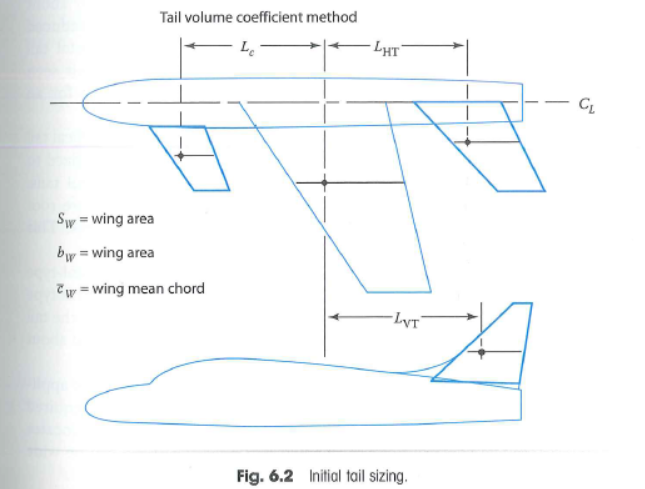 Tail volume coefficient method
L_c
L_HT
C_L
S_W = wing area
b_W = wing area
c̄_W = wing mean chord
L_VT
Fig. 6.2 Initial tail sizing.